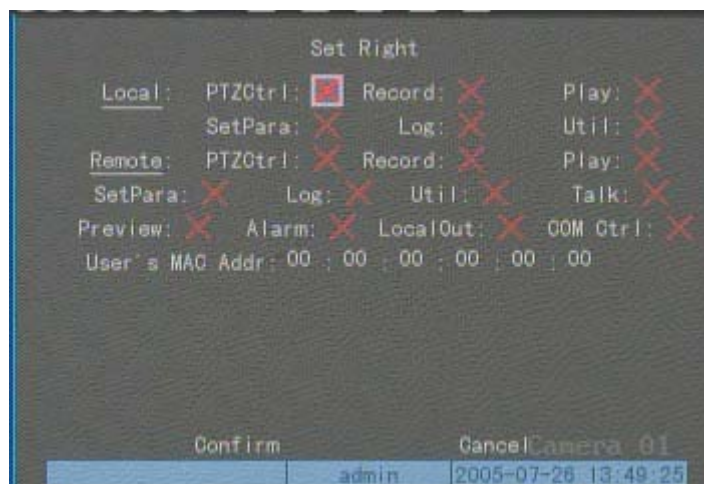 Set Right
Local: PTZCtrl: Record: Play:
SetPara: Log: Util:
Remote: PTZCtrl: Record: Play:
SetPara: Log: Util: Talk:
Preview: Alarm: LocalOut: COM Ctrl:
User's MAC Addr: 00 : 00 : 00 : 00 : 00 : 00
Confirm Cancel Camera 01
admin 2005-07-26 13:49:25